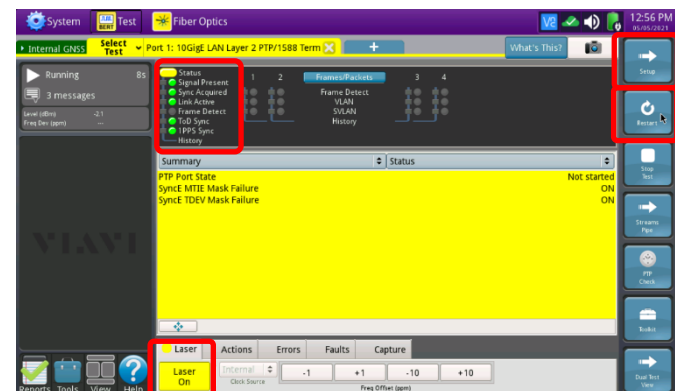 System
Test
Fiber Optics
12:56 PM
05/05/2021
Internal GNSS
Select
Test
Port 1: 10GigE LAN Layer 2 PTP/1588 Term
What's This?
Running 8s
3 messages
Level (dBm) -2.1
Freq Dev (ppm) ---
Status
Signal Present
Sync Acquired
Link Active
Frame Detect
ToD Sync
1PPS Sync
History
1 2 Frames/Packets 3 4
Frame Detect
VLAN
SVLAN
History
Setup
Restart
Stop
Test
Streams
Pipe
PTP
Check
Toolkit
Dual Test
View
Summary Status
PTP Port State Not started
SyncE MTIE Mask Failure ON
SyncE TDEV Mask Failure ON
VIAVI
Laser Actions Errors Faults Capture
Laser
On
Internal
Clock Source
-1 +1 -10 +10
Freq Offset (ppm)
Reports Tools View Help